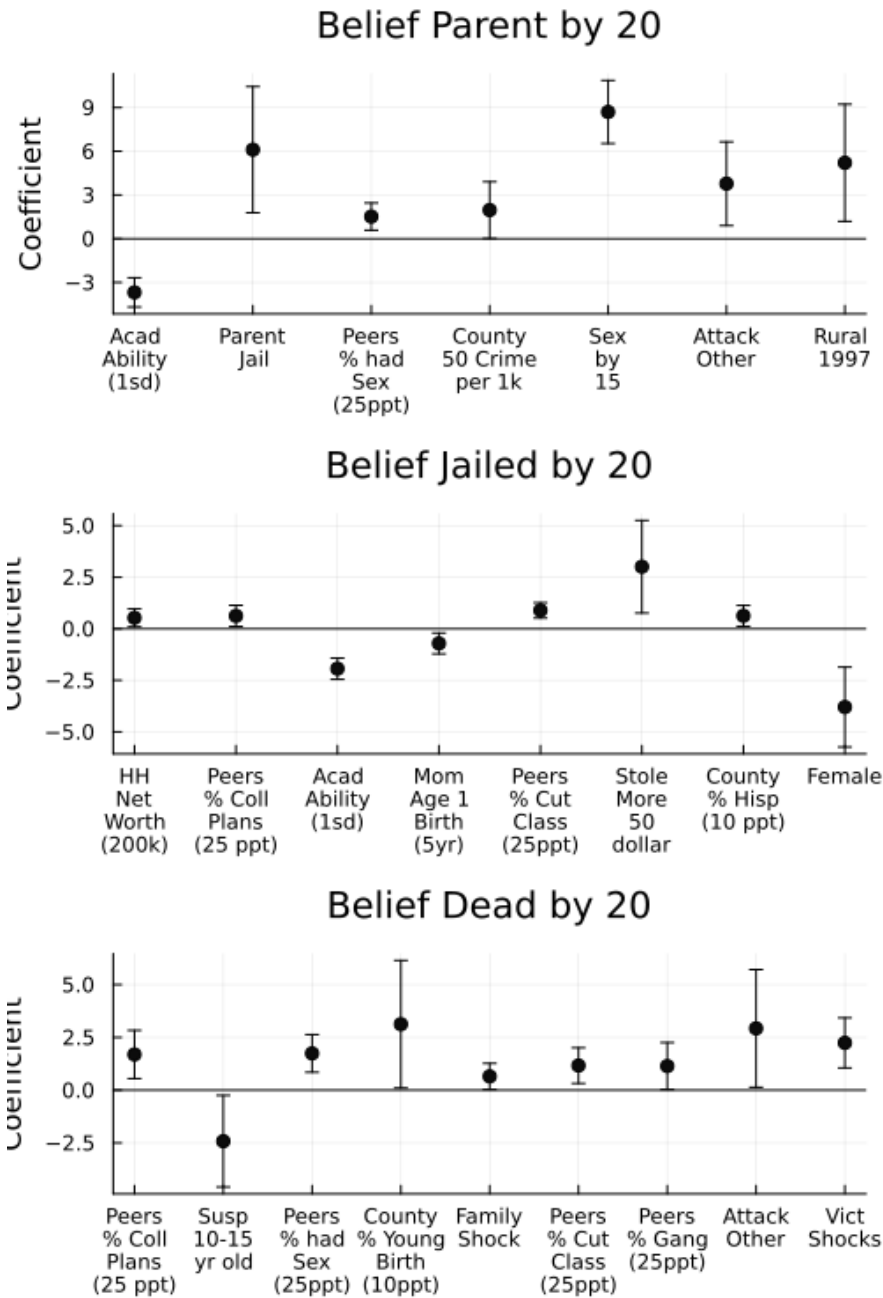 Belief Parent by 20
Coefficient
9
6
3
0
−3
Acad
Ability
(1sd)
Parent
Jail
Peers
% had
Sex
(25ppt)
County
50 Crime
per 1k
Sex
by
15
Attack
Other
Rural
1997
Belief Jailed by 20
Coefficient
5.0
2.5
0.0
−2.5
−5.0
HH
Net
Worth
(200k)
Peers
% Coll
Plans
(25 ppt)
Acad
Ability
(1sd)
Mom
Age 1
Birth
(5yr)
Peers
% Cut
Class
(25ppt)
Stole
More
50
dollar
County
% Hisp
(10 ppt)
Female
Belief Dead by 20
Coefficient
5.0
2.5
0.0
−2.5
Peers
% Coll
Plans
(25 ppt)
Susp
10-15
yr old
Peers
% had
Sex
(25ppt)
County
% Young
Birth
(10ppt)
Family
Shock
Peers
% Cut
Class
(25ppt)
Peers
% Gang
(25ppt)
Attack
Other
Vict
Shocks